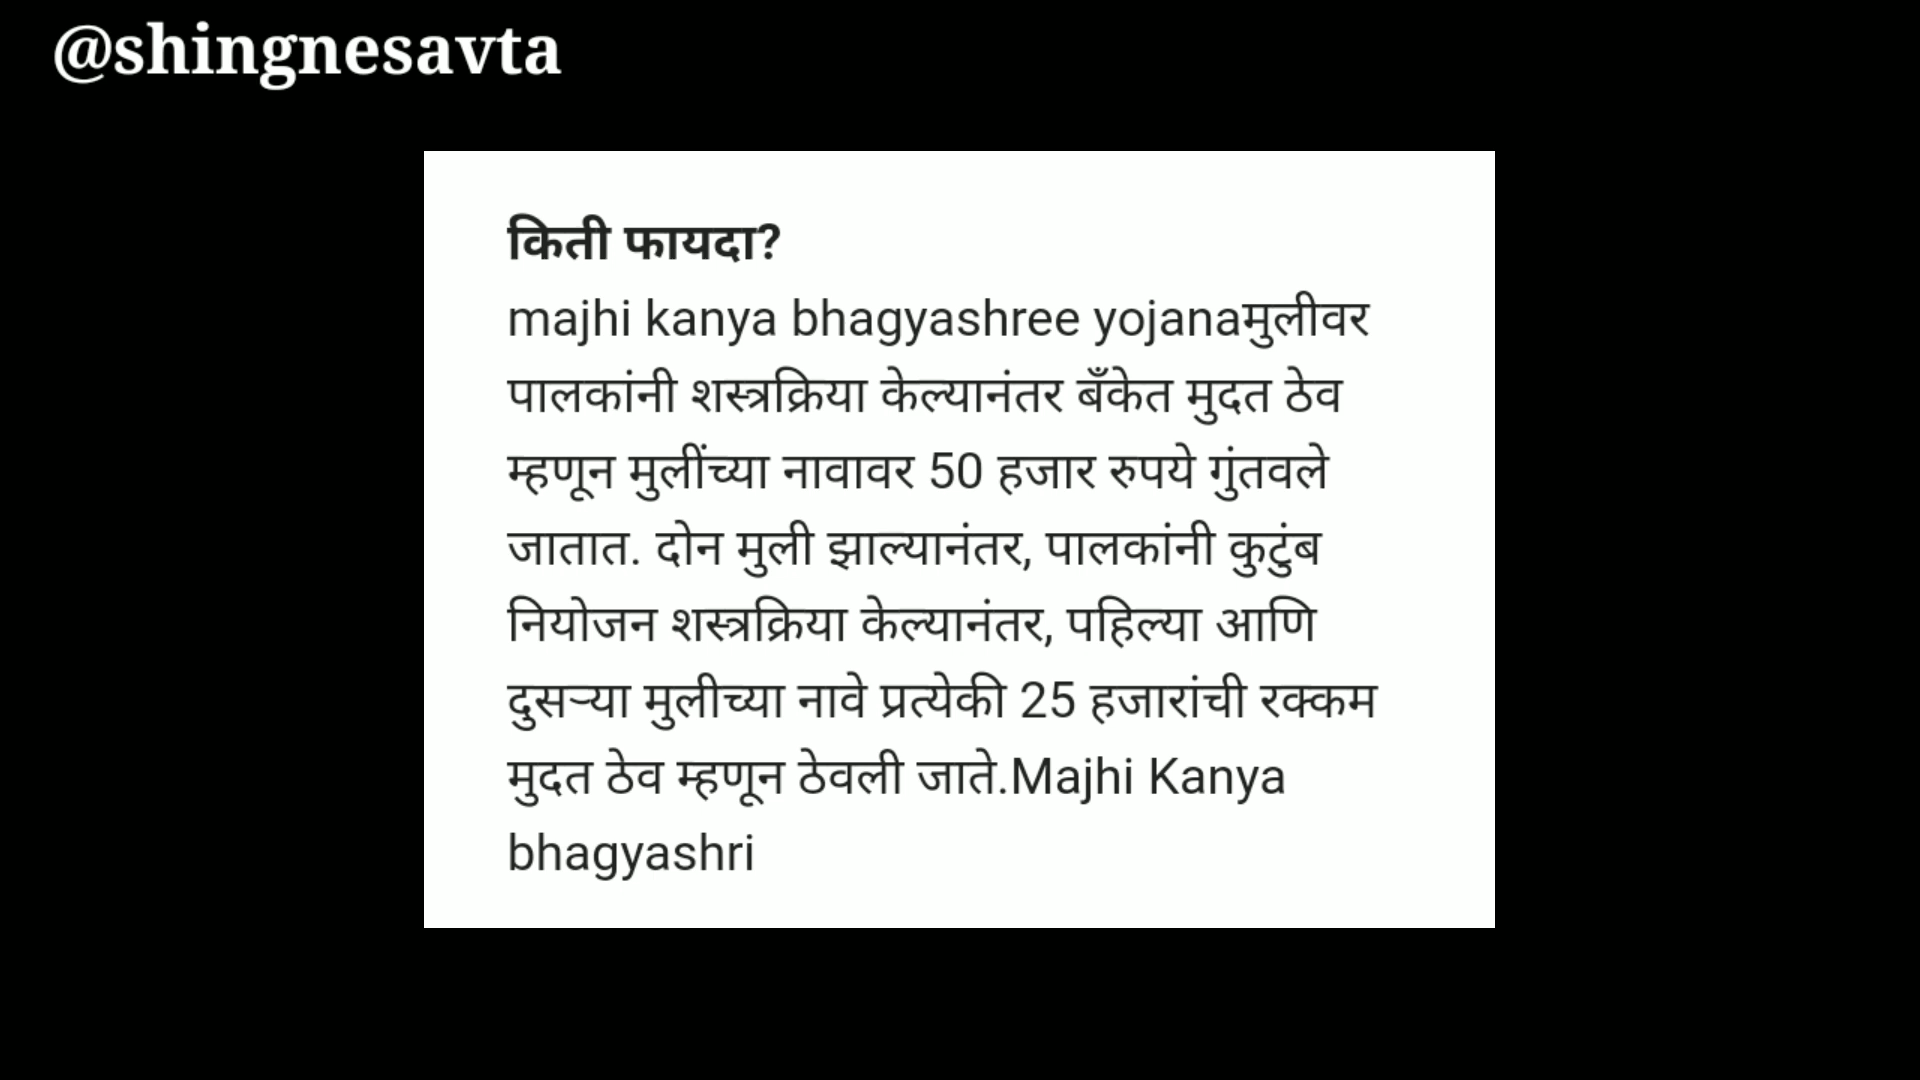 @shingnesavta
किती फायदा?
majhi kanya bhagyashree yojanaमुलीवर
पालकांनी शस्त्रक्रिया केल्यानंतर बँकेत मुदत ठेव
म्हणून मुलींच्या नावावर 50 हजार रुपये गुंतवले
जातात. दोन मुली झाल्यानंतर, पालकांनी कुटुंब
नियोजन शस्त्रक्रिया केल्यानंतर, पहिल्या आणि
दुसऱ्या मुलीच्या नावे प्रत्येकी 25 हजारांची रक्कम
मुदत ठेव म्हणून ठेवली जाते.Majhi Kanya
bhagyashri